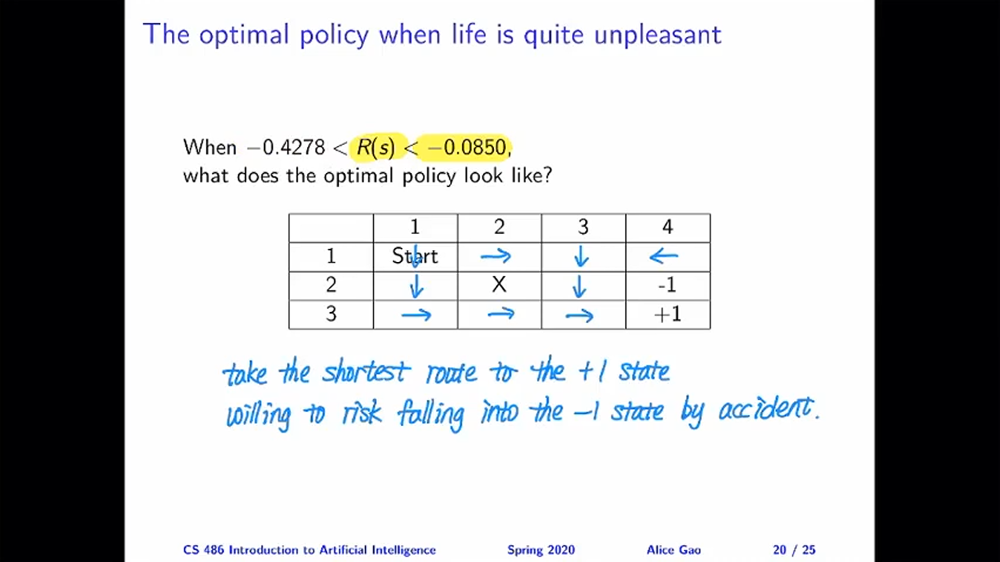 The optimal policy when life is quite unpleasant
When −0.4278 < R(s) < −0.0850,
what does the optimal policy look like?
1 2 3 4
1 Start ↓ → ↓ ←
2 ↓ X ↓ -1
3 → → → +1
take the shortest route to the +1 state
willing to risk falling into the −1 state by accident.
CS 486 Introduction to Artificial Intelligence Spring 2020 Alice Gao 20 / 25